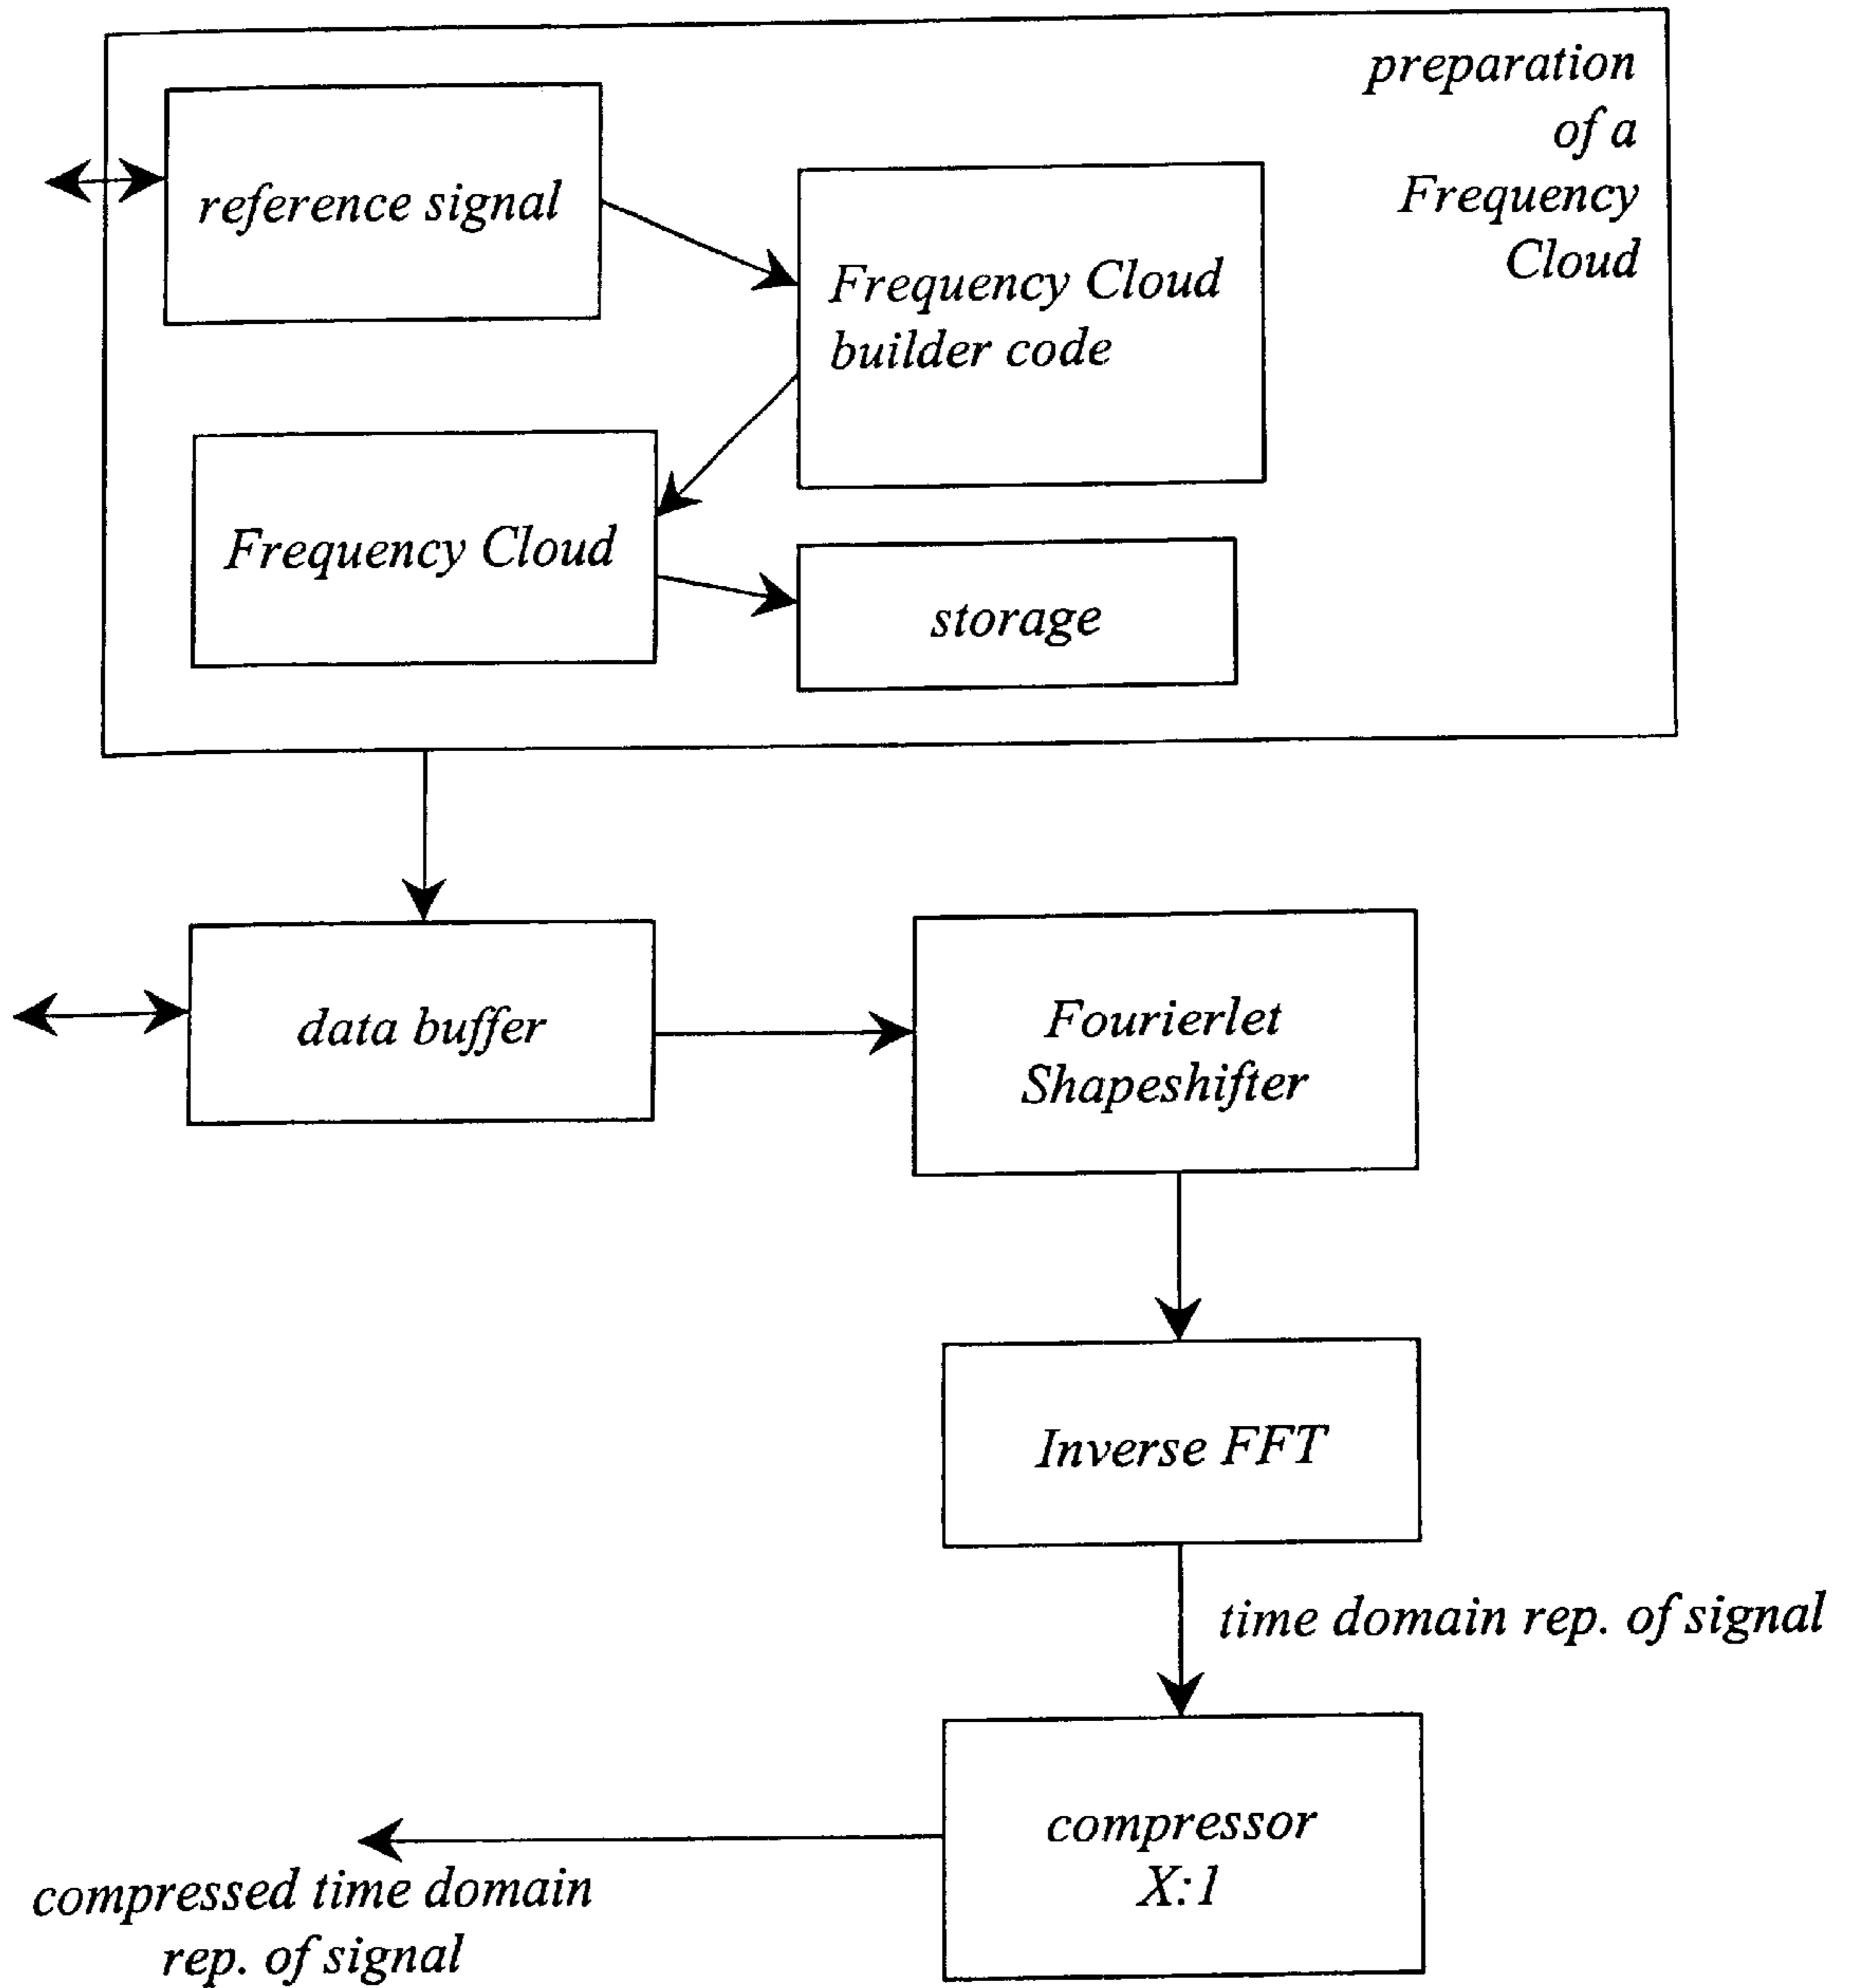 preparation
of a
Frequency
Cloud
reference signal
Frequency Cloud
builder code
Frequency Cloud
storage
data buffer
Fourierlet
Shapeshifter
Inverse FFT
time domain rep. of signal
compressor
X:1
compressed time domain
rep. of signal